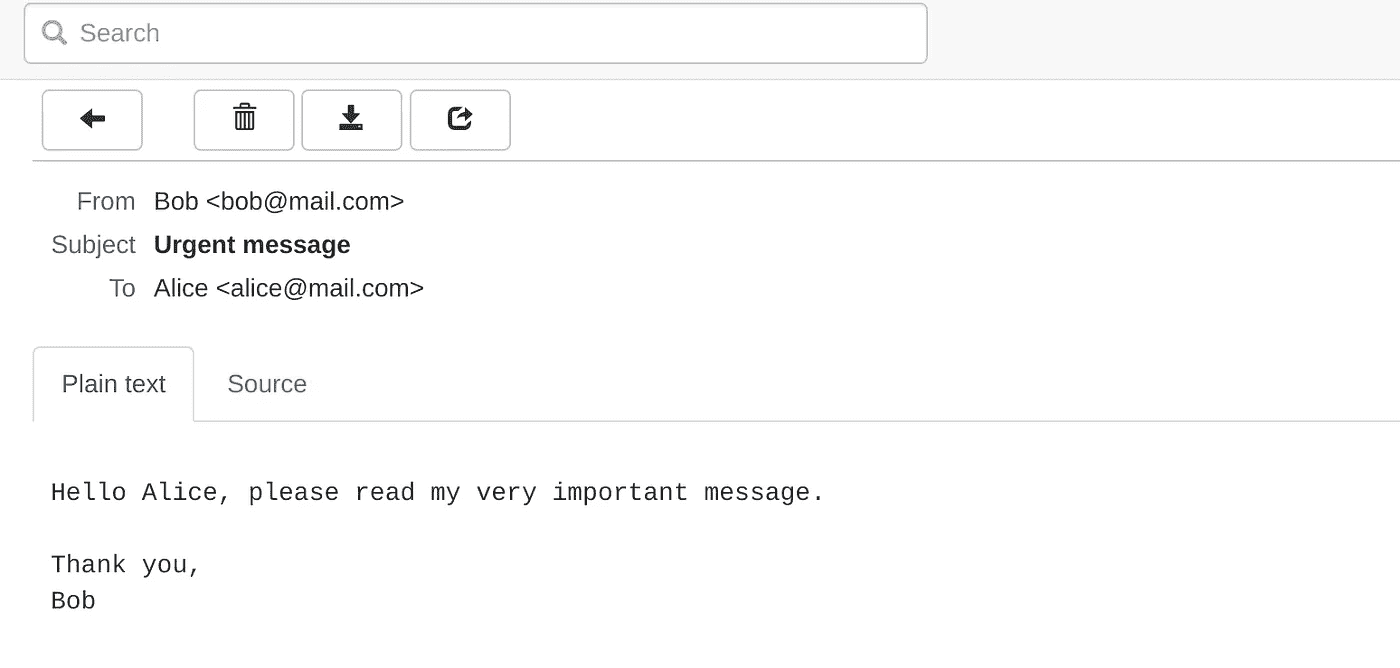 Search
From Bob <bob@mail.com>
Subject Urgent message
To Alice <alice@mail.com>
Plain text Source
Hello Alice, please read my very important message.
Thank you,
Bob